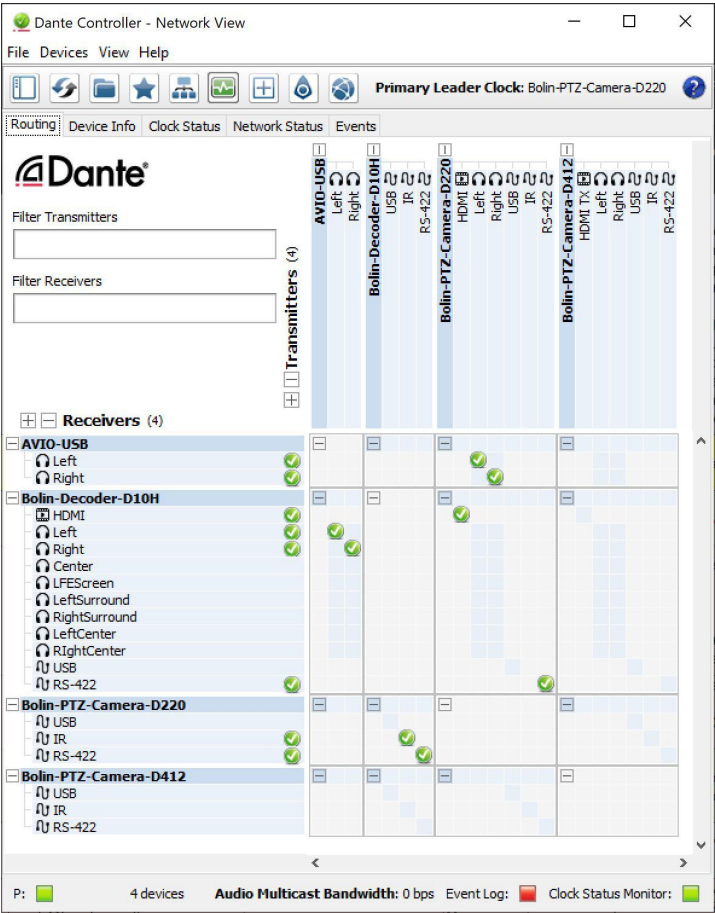 Dante Controller - Network View
File Devices View Help
Primary Leader Clock: Bolin-PTZ-Camera-D220
Routing Device Info Clock Status Network Status Events
Dante®
Filter Transmitters
Filter Receivers
Transmitters (4)
AVIO-USB
Left
Right
Bolin-Decoder-D10H
USB
IR
RS-422
Bolin-PTZ-Camera-D220
HDMI
Left
Right
USB
IR
RS-422
Bolin-PTZ-Camera-D412
HDMI TX
Left
Right
USB
IR
RS-422
Receivers (4)
AVIO-USB
Left
Right
Bolin-Decoder-D10H
HDMI
Left
Right
Center
LFEScreen
LeftSurround
RightSurround
LeftCenter
RIghtCenter
USB
RS-422
Bolin-PTZ-Camera-D220
USB
IR
RS-422
Bolin-PTZ-Camera-D412
USB
IR
RS-422
P: 4 devices Audio Multicast Bandwidth: 0 bps Event Log: Clock Status Monitor: